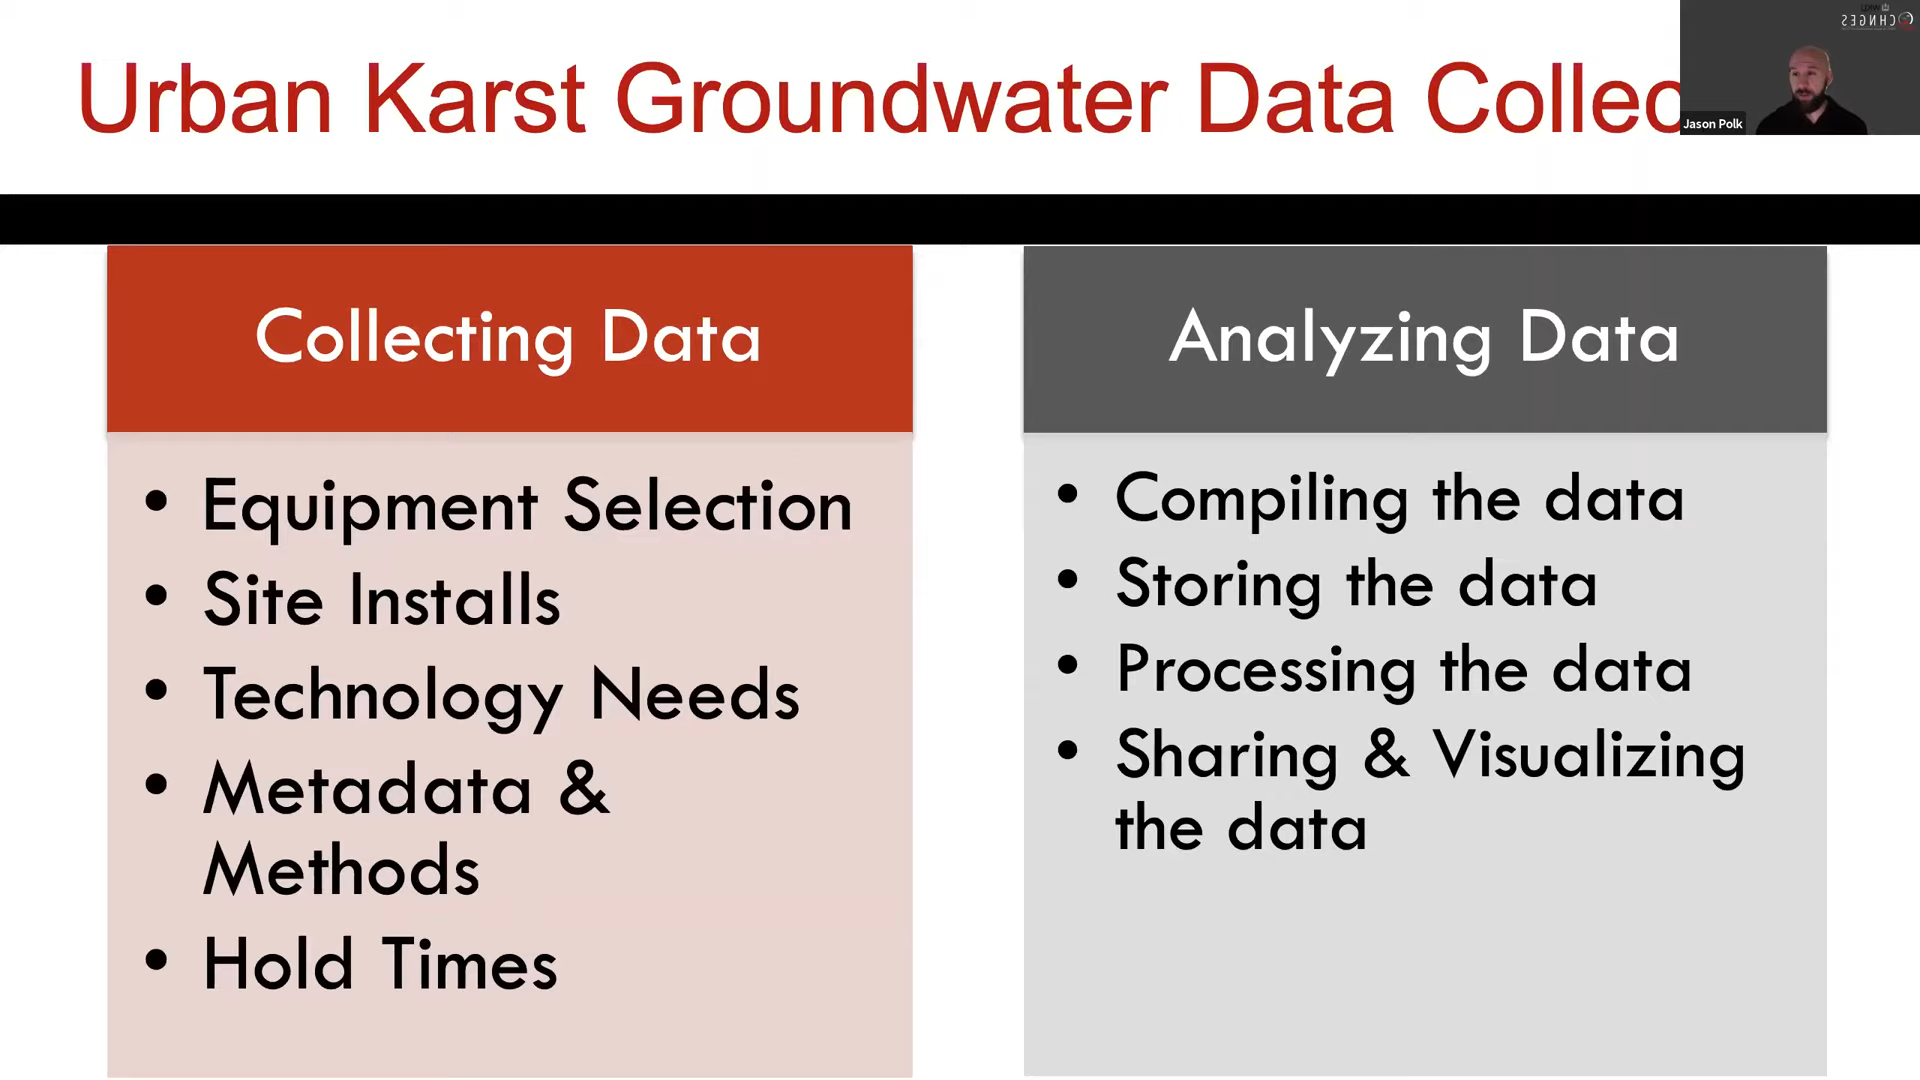 Urban Karst Groundwater Data Collec
CHNGES
Jason Polk
Collecting Data
• Equipment Selection
• Site Installs
• Technology Needs
• Metadata &
Methods
• Hold Times
Analyzing Data
• Compiling the data
• Storing the data
• Processing the data
• Sharing & Visualizing
the data